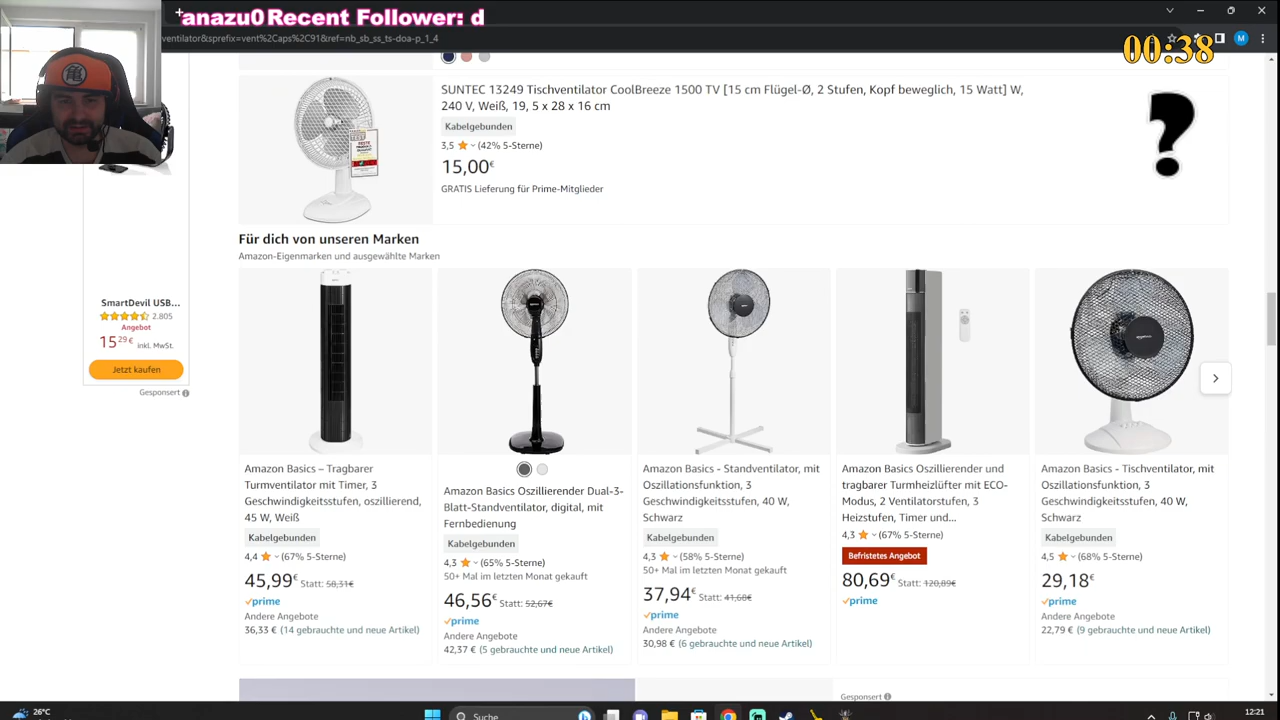 anazu0 Recent Follower: d
ventilator&sprefix=vent%2Caps%2C91&ref=nb_sb_ss_ts-doa-p_1_4
M
00:38
SUNTEC 13249 Tischventilator CoolBreeze 1500 TV [15 cm Flügel-Ø, 2 Stufen, Kopf beweglich, 15 Watt] W,
240 V, Weiß, 19, 5 x 28 x 16 cm
Kabelgebunden
3,5 (42% 5-Sterne)
15,00€
GRATIS Lieferung für Prime-Mitglieder
?
SmartDevil USB...
2.805
Angebot
15 29 € inkl. MwSt.
Jetzt kaufen
Gesponsert
Für dich von unseren Marken
Amazon-Eigenmarken und ausgewählte Marken
Amazon Basics – Tragbarer
Turmventilator mit Timer, 3
Geschwindigkeitsstufen, oszillierend,
45 W, Weiß
Kabelgebunden
4,4 (67% 5-Sterne)
45,99€ Statt: 58,31€
prime
Andere Angebote
36,33 € (14 gebrauchte und neue Artikel)
Amazon Basics Oszillierender Dual-3-
Blatt-Standventilator, digital, mit
Fernbedienung
Kabelgebunden
4,3 (65% 5-Sterne)
50+ Mal im letzten Monat gekauft
46,56€ Statt: 52,67€
prime
Andere Angebote
42,37 € (5 gebrauchte und neue Artikel)
Amazon Basics - Standventilator, mit
Oszillationsfunktion, 3
Geschwindigkeitsstufen, 40 W,
Schwarz
Kabelgebunden
4,3 (58% 5-Sterne)
50+ Mal im letzten Monat gekauft
37,94€ Statt: 41,68€
prime
Andere Angebote
30,98 € (6 gebrauchte und neue Artikel)
Amazon Basics Oszillierender und
tragbarer Turmheizlüfter mit ECO-
Modus, 2 Ventilatorstufen, 3
Heizstufen, Timer und...
4,3 (67% 5-Sterne)
Befristetes Angebot
80,69€ Statt: 120,89€
prime
Amazon Basics - Tischventilator, mit
Oszillationsfunktion, 3
Geschwindigkeitsstufen, 40 W,
Schwarz
Kabelgebunden
4,5 (68% 5-Sterne)
29,18€
prime
Andere Angebote
22,79 € (9 gebrauchte und neue Artikel)
Gesponsert
26°C
Suche
12:21